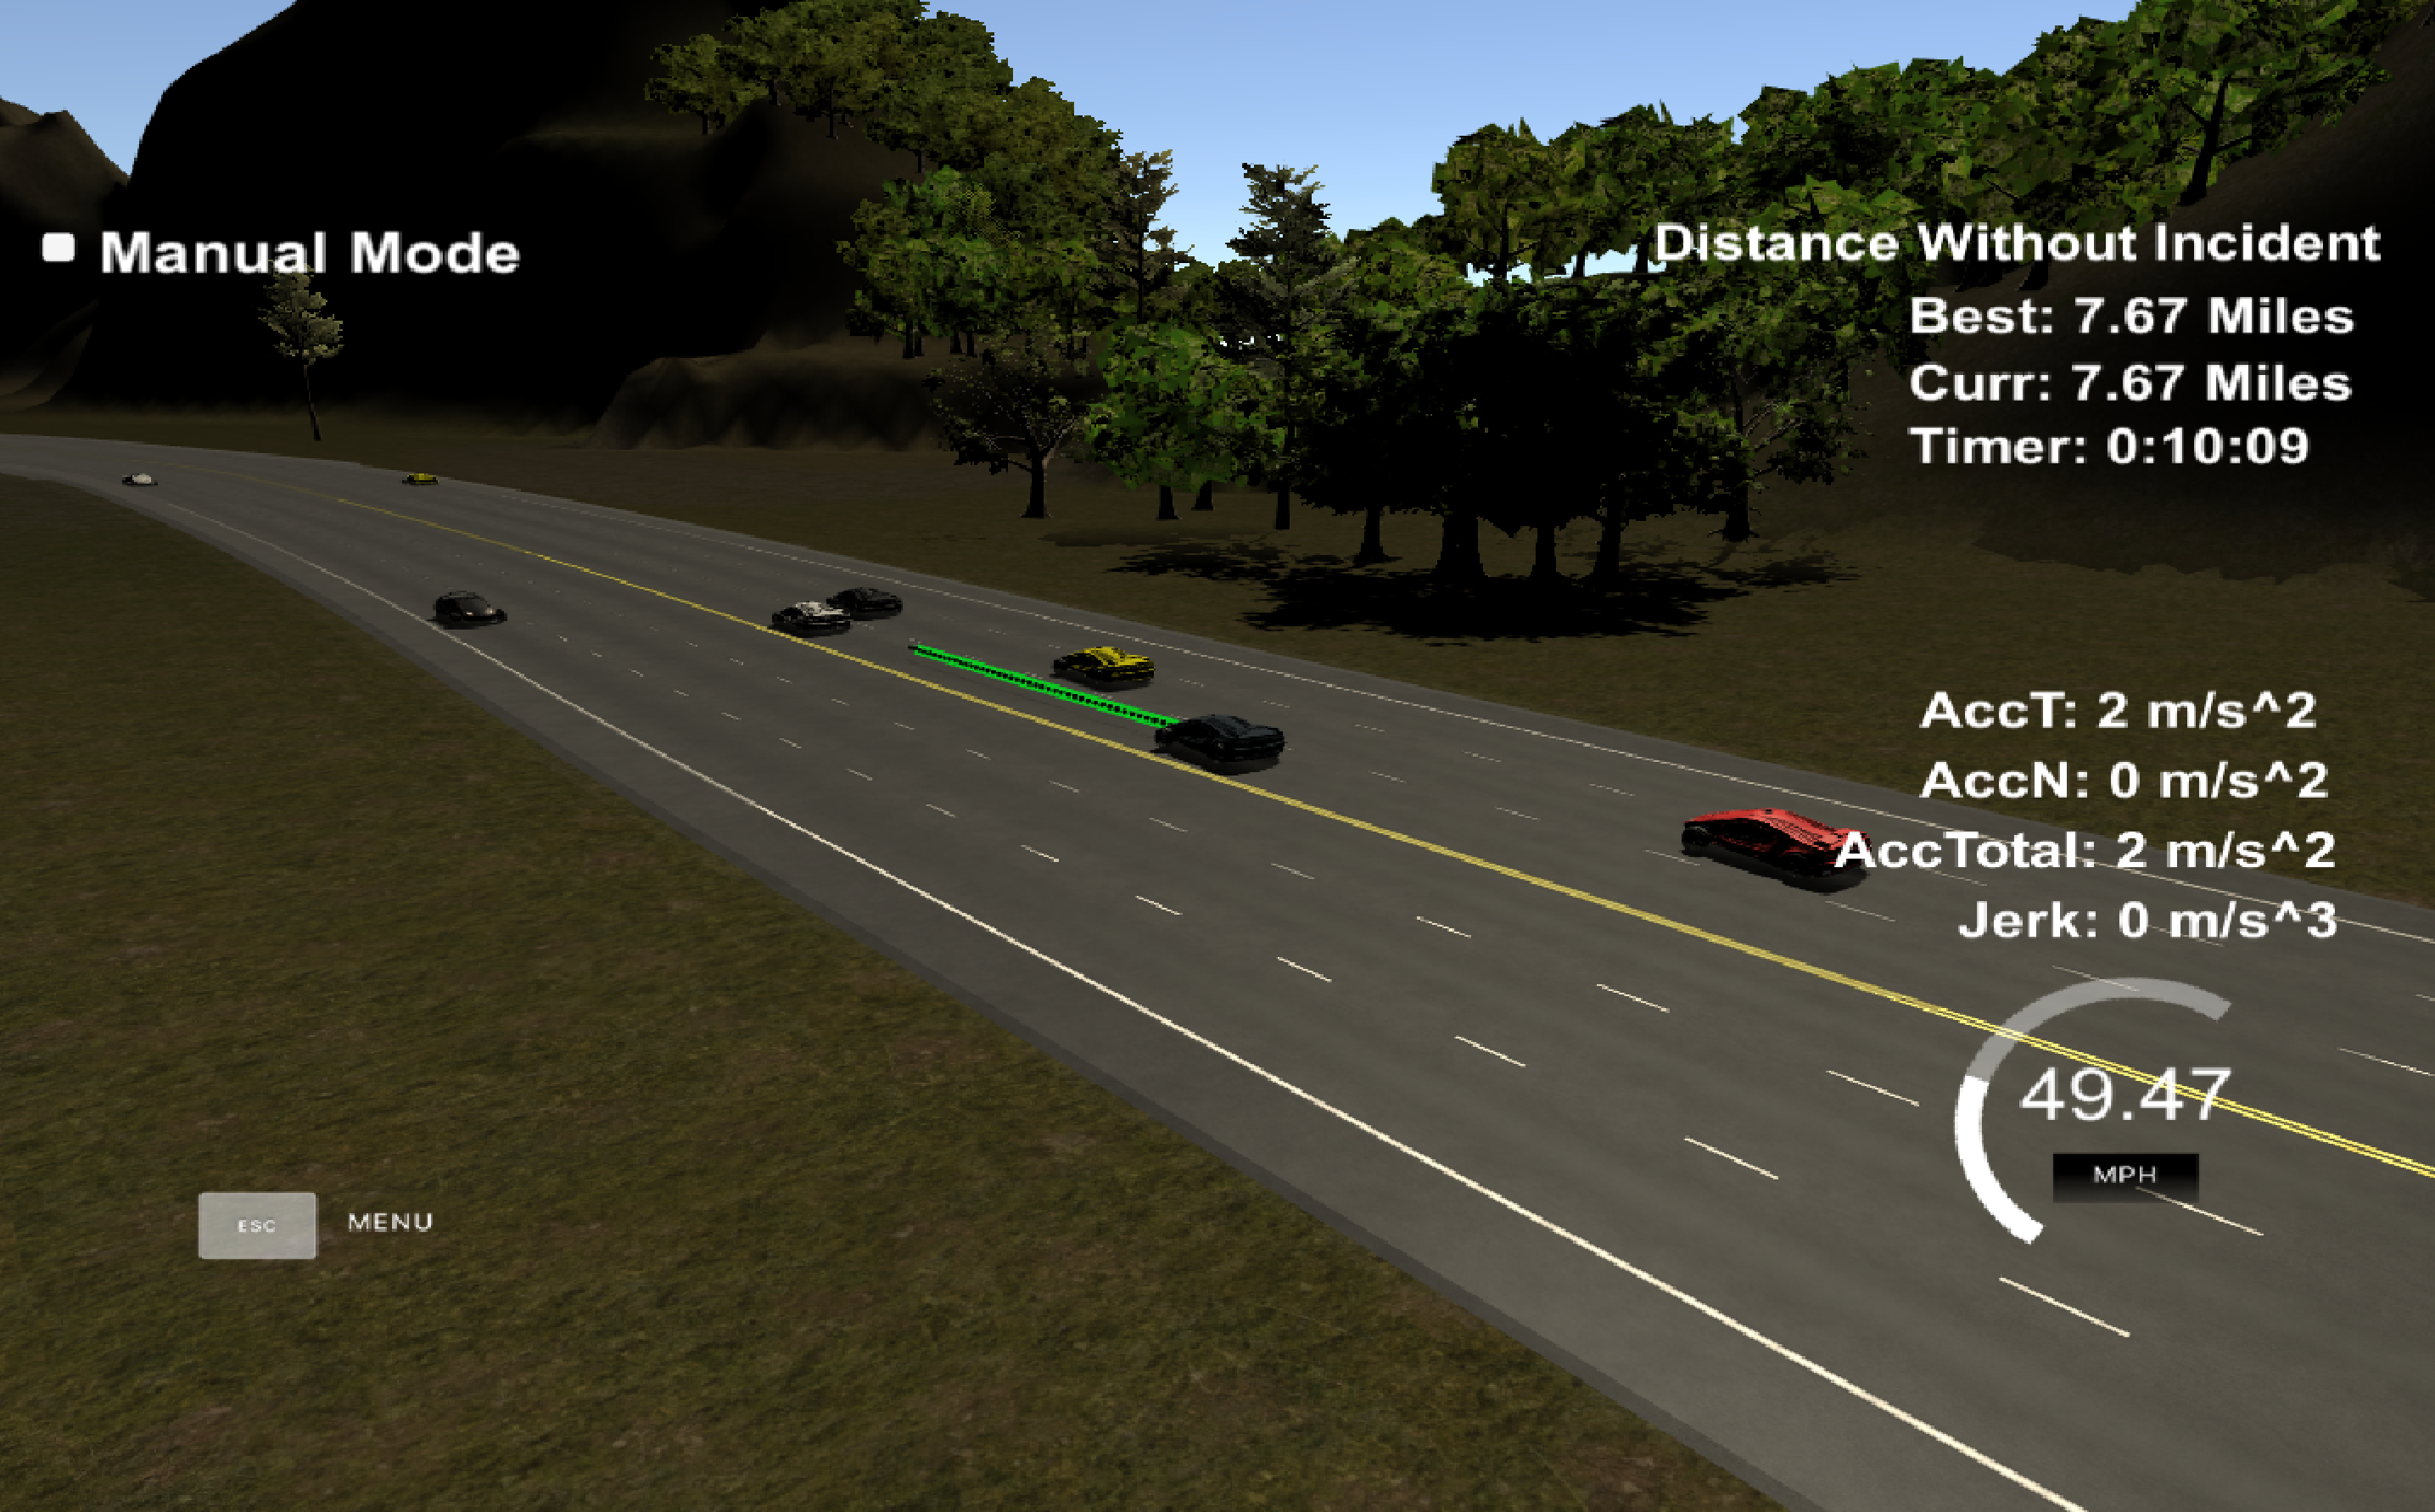 Manual Mode
Distance Without Incident
Best: 7.67 Miles
Curr: 7.67 Miles
Timer: 0:10:09
AccT: 2 m/s^2
AccN: 0 m/s^2
AccTotal: 2 m/s^2
Jerk: 0 m/s^3
49.47
MPH
ESC MENU